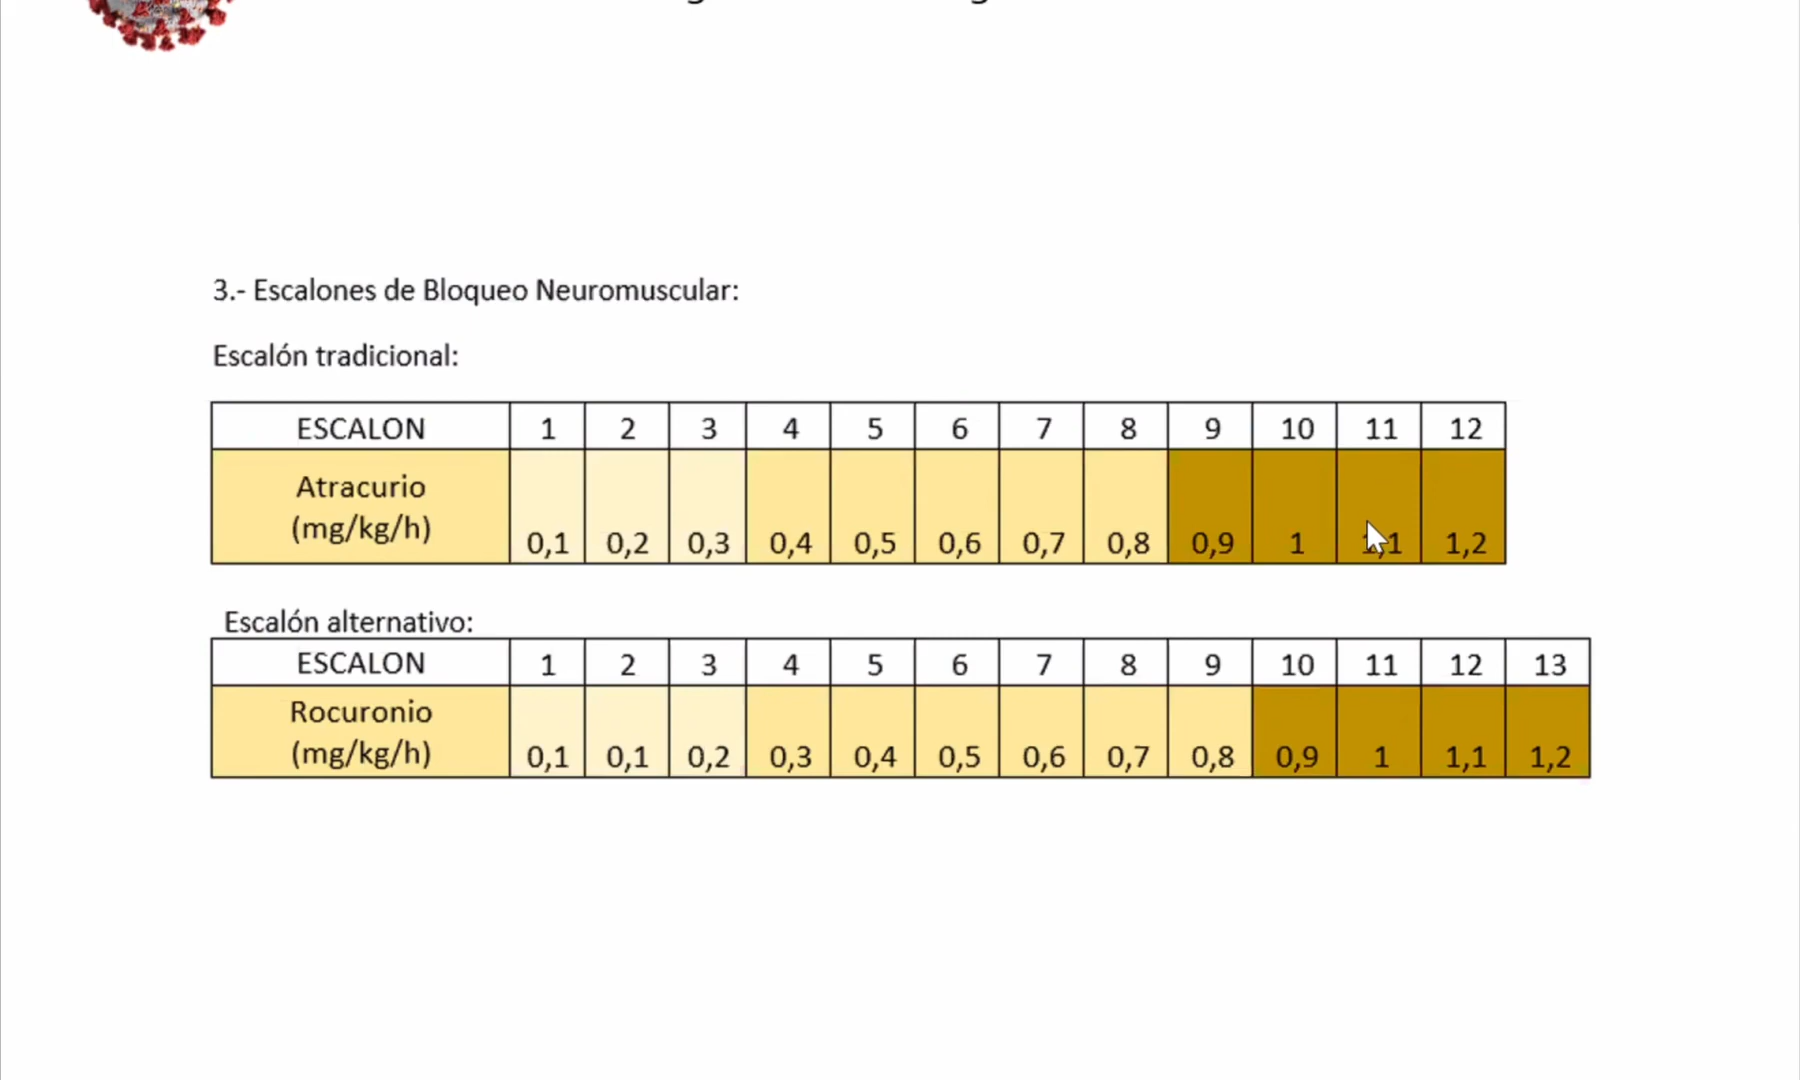 3.- Escalones de Bloqueo Neuromuscular:
Escalón tradicional:
ESCALON 1 2 3 4 5 6 7 8 9 10 11 12
Atracurio
(mg/kg/h) 0,1 0,2 0,3 0,4 0,5 0,6 0,7 0,8 0,9 1 1,1 1,2
Escalón alternativo:
ESCALON 1 2 3 4 5 6 7 8 9 10 11 12 13
Rocuronio
(mg/kg/h) 0,1 0,1 0,2 0,3 0,4 0,5 0,6 0,7 0,8 0,9 1 1,1 1,2